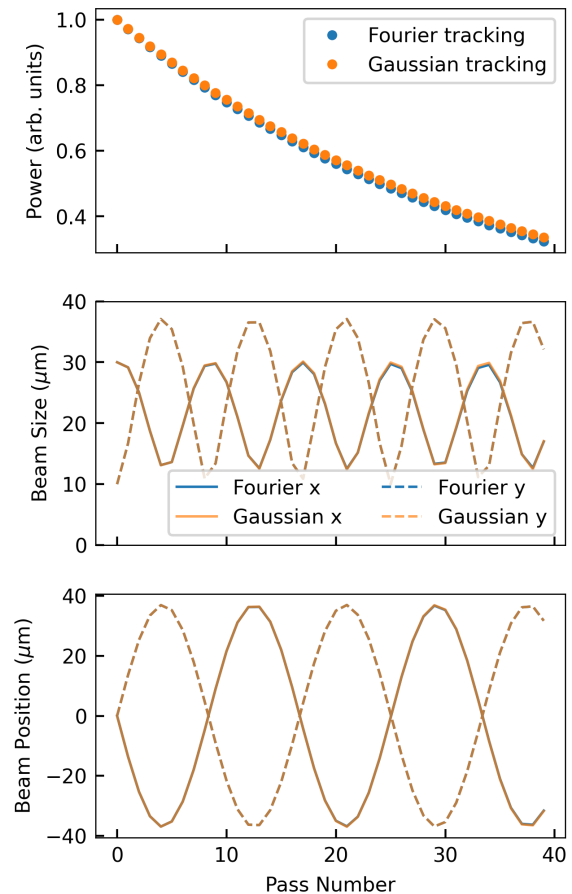 1.0
0.8
0.6
0.4
Power (arb. units)
Fourier tracking
Gaussian tracking
40
30
20
10
0
Beam Size (μm)
Fourier x
Fourier y
Gaussian x
Gaussian y
40
20
0
−20
−40
Beam Position (μm)
0
10
20
30
40
Pass Number